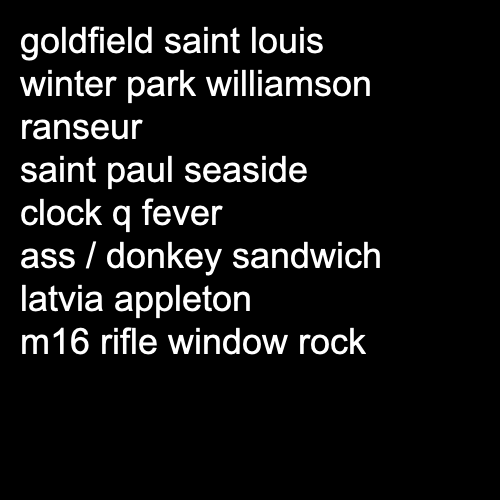 goldfield saint louis
winter park williamson
ranseur
saint paul seaside
clock q fever
ass / donkey sandwich
latvia appleton
m16 rifle window rock